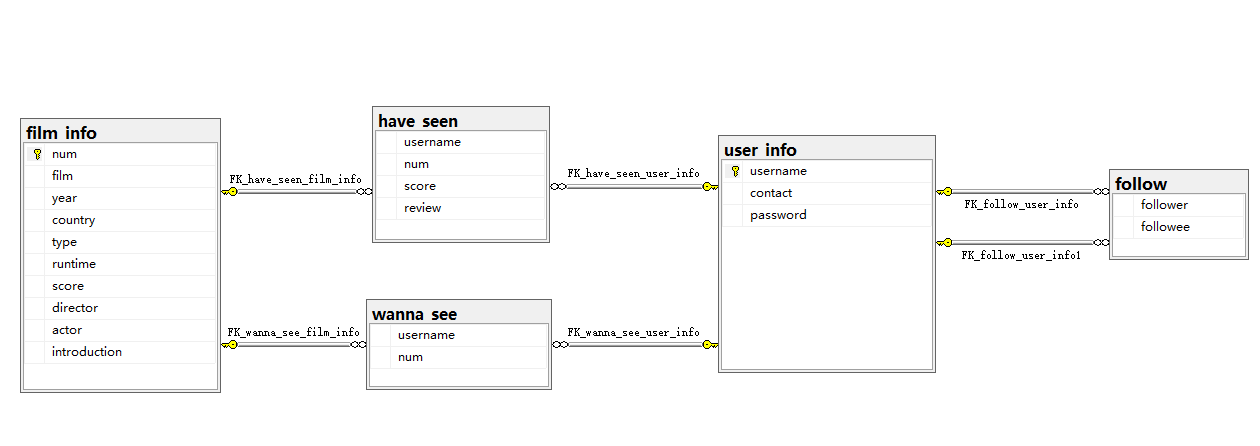 film_info
num
film
year
country
type
runtime
score
director
actor
introduction
FK_have_seen_film_info
FK_wanna_see_film_info
have_seen
username
num
score
review
wanna_see
username
num
FK_have_seen_user_info
FK_wanna_see_user_info
user_info
username
contact
password
FK_follow_user_info
FK_follow_user_info1
follow
follower
followee